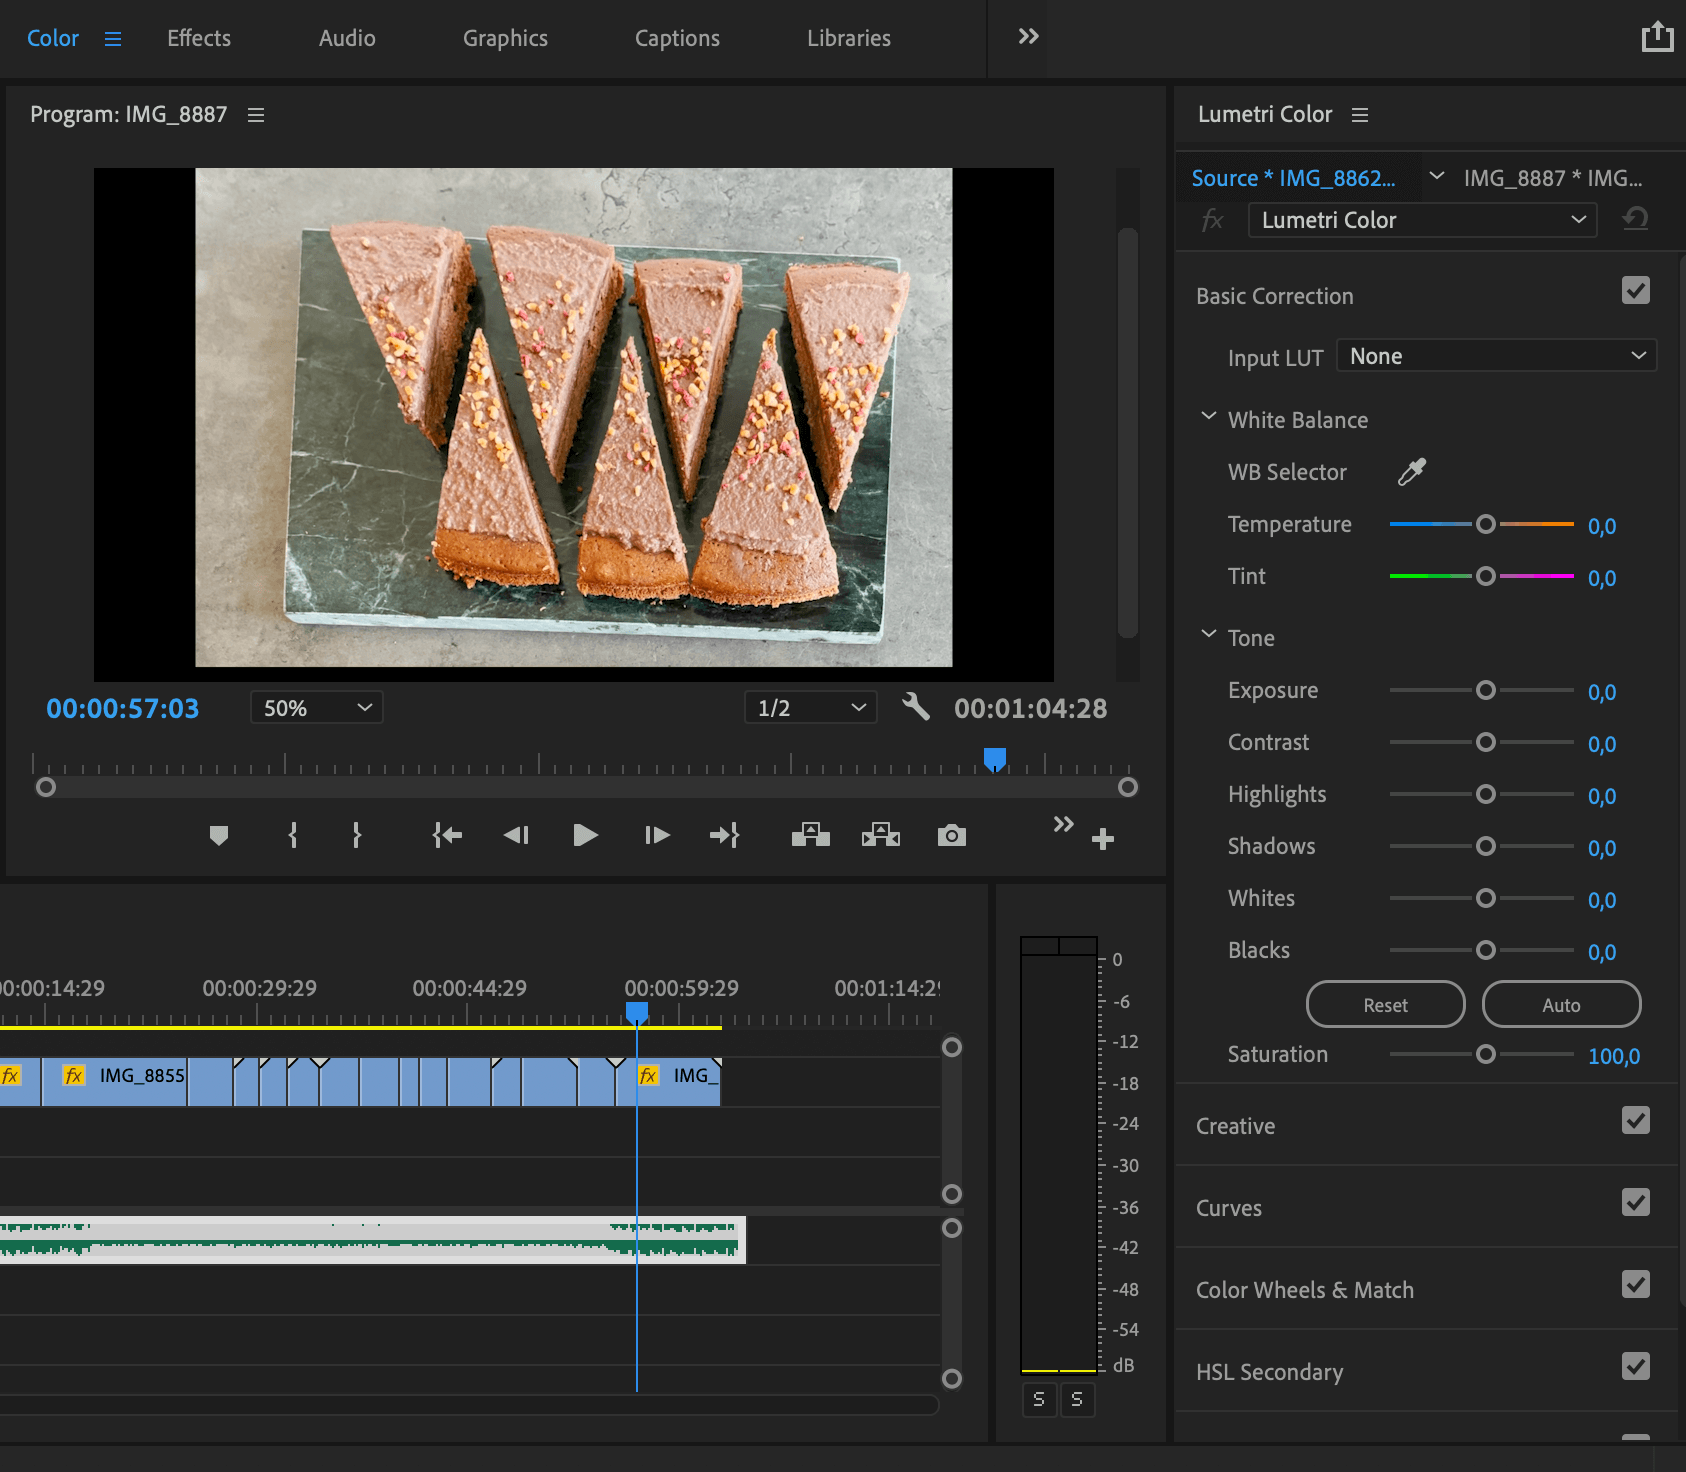 Color Effects Audio Graphics Captions Libraries
Program: IMG_8887
00:00:57:03 50% 1/2 00:01:04:28
00:00:14:29 00:00:29:29 00:00:44:29 00:00:59:29 00:01:14:29
fx fx IMG_8855 fx IMG_
0
-6
-12
-18
-24
-30
-36
-42
-48
-54
dB
S S
Lumetri Color
Source * IMG_8862... IMG_8887 * IMG...
fx Lumetri Color
Basic Correction
Input LUT None
White Balance
WB Selector
Temperature 0,0
Tint 0,0
Tone
Exposure 0,0
Contrast 0,0
Highlights 0,0
Shadows 0,0
Whites 0,0
Blacks 0,0
Reset Auto
Saturation 100,0
Creative
Curves
Color Wheels & Match
HSL Secondary